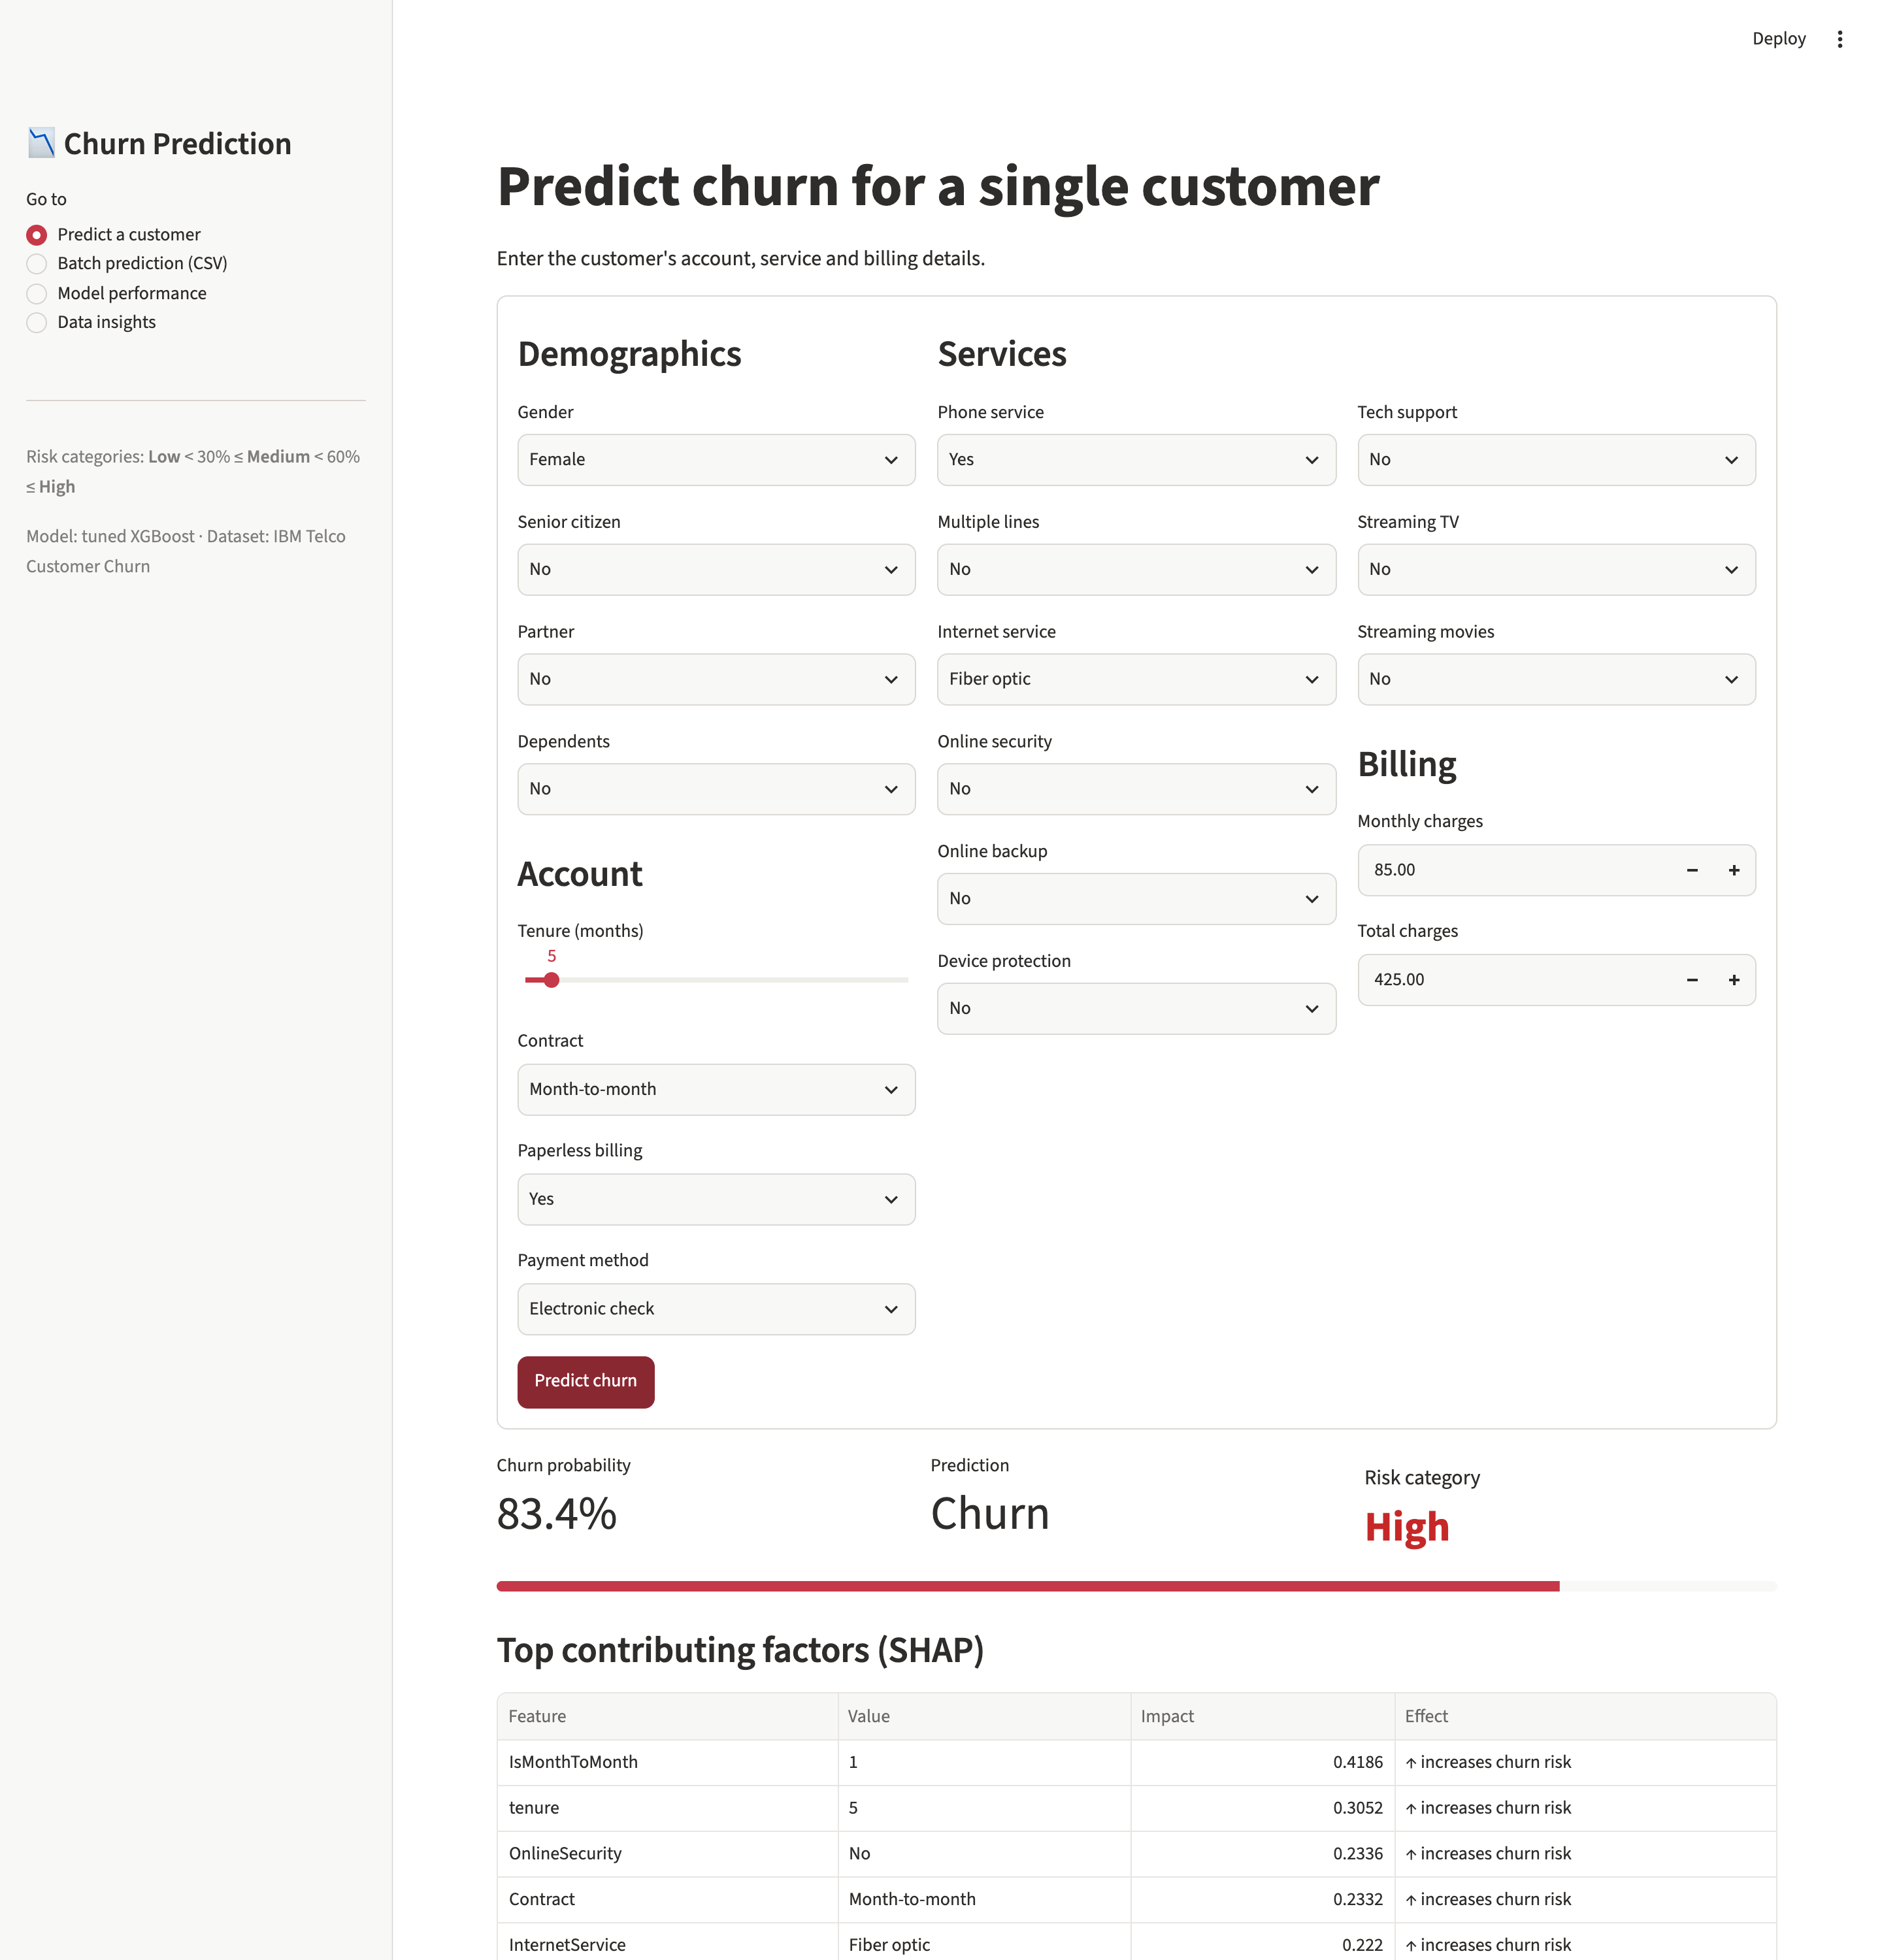 Deploy
Churn Prediction
Go to
Predict a customer
Batch prediction (CSV)
Model performance
Data insights
Risk categories: Low < 30% ≤ Medium < 60%
≤ High
Model: tuned XGBoost · Dataset: IBM Telco
Customer Churn
Predict churn for a single customer
Enter the customer's account, service and billing details.
Demographics
Gender
Female
Senior citizen
No
Partner
No
Dependents
No
Account
Tenure (months)
5
Contract
Month-to-month
Paperless billing
Yes
Payment method
Electronic check
Predict churn
Services
Phone service
Yes
Multiple lines
No
Internet service
Fiber optic
Online security
No
Online backup
No
Device protection
No
Tech support
No
Streaming TV
No
Streaming movies
No
Billing
Monthly charges
85.00
Total charges
425.00
Churn probability
83.4%
Prediction
Churn
Risk category
High
Top contributing factors (SHAP)
Feature Value Impact Effect
IsMonthToMonth 1 0.4186 ↑ increases churn risk
tenure 5 0.3052 ↑ increases churn risk
OnlineSecurity No 0.2336 ↑ increases churn risk
Contract Month-to-month 0.2332 ↑ increases churn risk
InternetService Fiber optic 0.222 ↑ increases churn risk